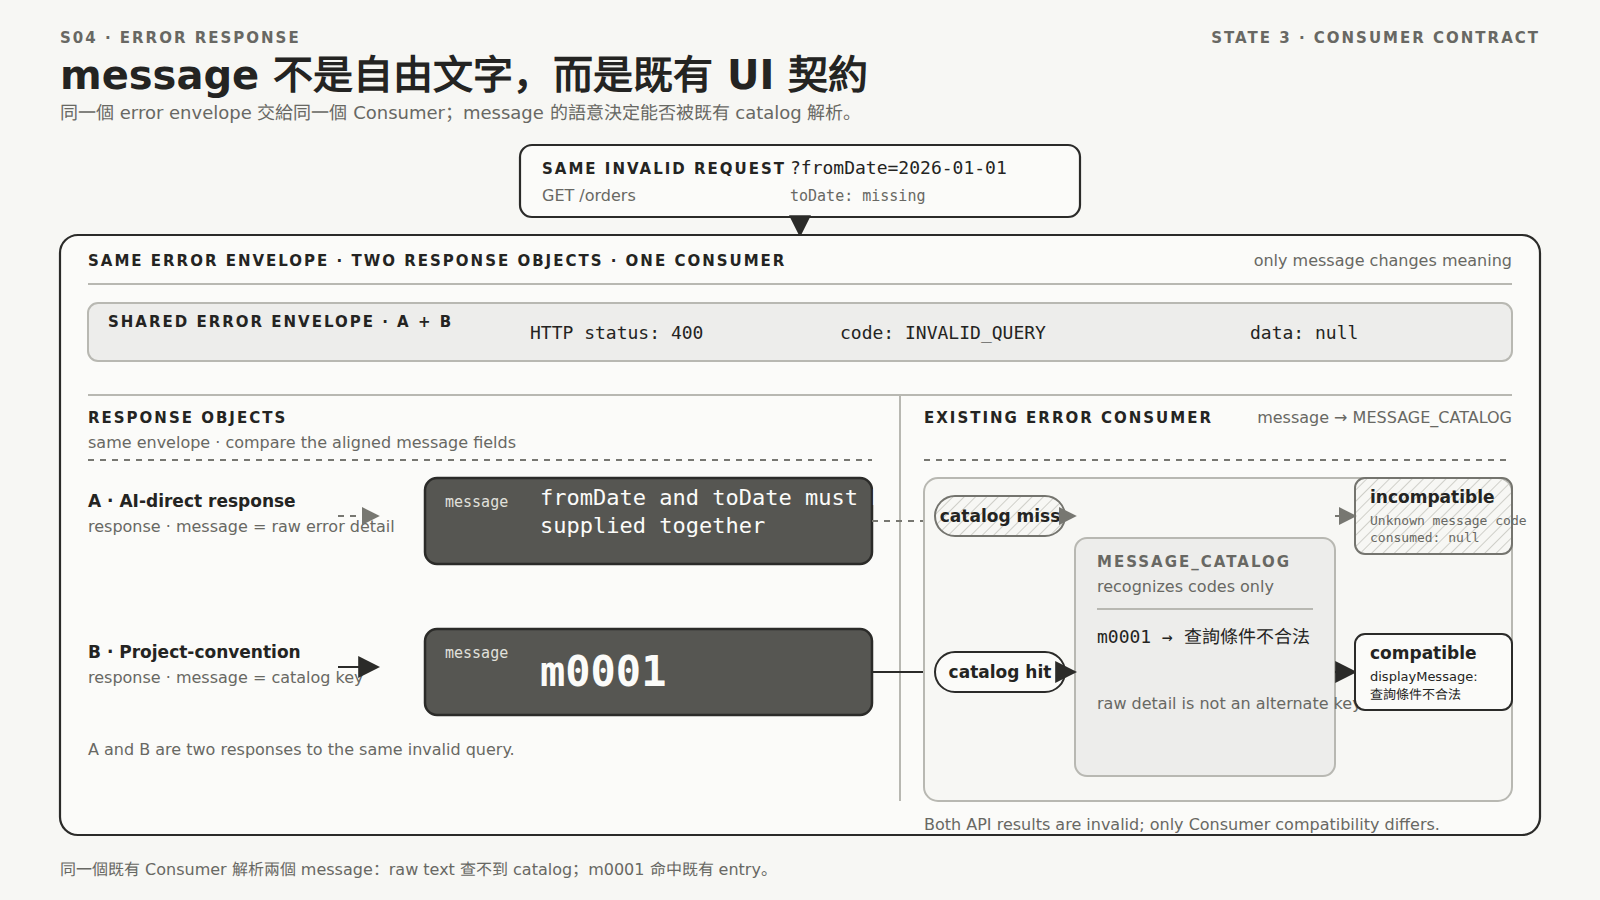 S04 · ERROR RESPONSE
STATE 3 · CONSUMER CONTRACT
message 不是自由文字，而是既有 UI 契約
同一個 error envelope 交給同一個 Consumer；message 的語意決定能否被既有 catalog 解析。
SAME INVALID REQUEST ?fromDate=2026-01-01
GET /orders toDate: missing
SAME ERROR ENVELOPE · TWO RESPONSE OBJECTS · ONE CONSUMER
only message changes meaning
SHARED ERROR ENVELOPE · A + B
HTTP status: 400
code: INVALID_QUERY
data: null
RESPONSE OBJECTS
same envelope · compare the aligned message fields
A · AI-direct response
response · message = raw error detail
message
fromDate and toDate must
supplied together
B · Project-convention
response · message = catalog key
message
m0001
A and B are two responses to the same invalid query.
EXISTING ERROR CONSUMER
message → MESSAGE_CATALOG
catalog miss
incompatible
Unknown message code
consumed: null
MESSAGE_CATALOG
recognizes codes only
m0001 → 查詢條件不合法
catalog hit
raw detail is not an alternate key
compatible
displayMessage:
查詢條件不合法
Both API results are invalid; only Consumer compatibility differs.
同一個既有 Consumer 解析兩個 message：raw text 查不到 catalog；m0001 命中既有 entry。